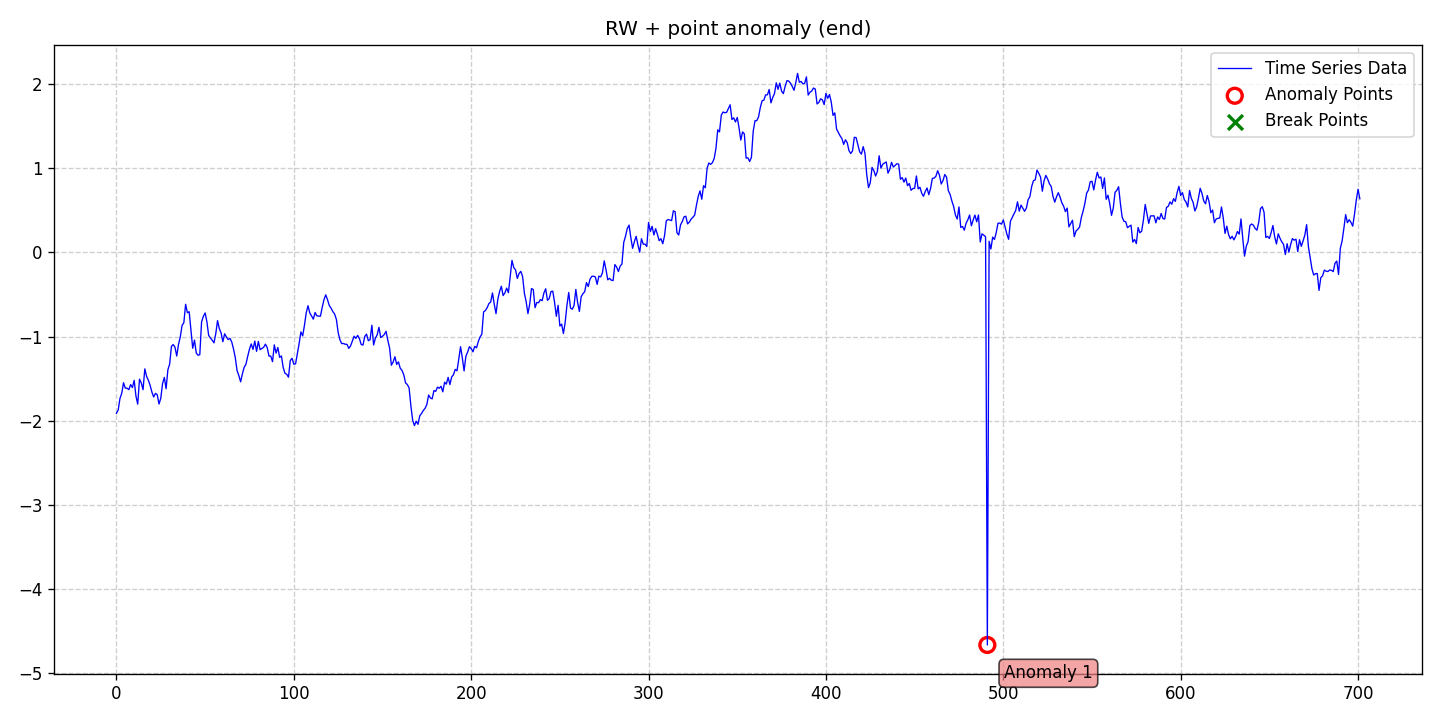 RW + point anomaly (end)
Time Series Data
Anomaly Points
Break Points
2
1
0
−1
−2
−3
−4
−5
Anomaly 1
0 100 200 300 400 500 600 700